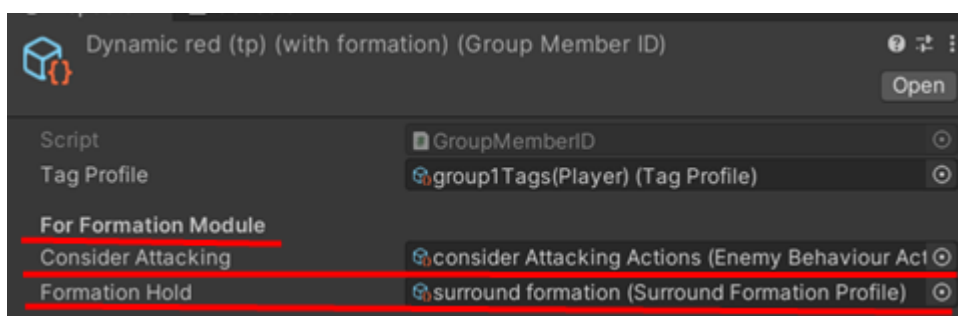 Dynamic red (tp) (with formation) (Group Member ID)
Open
Script GroupMemberID
Tag Profile group1Tags(Player) (Tag Profile)
For Formation Module
Consider Attacking consider Attacking Actions (Enemy Behaviour Act
Formation Hold surround formation (Surround Formation Profile)